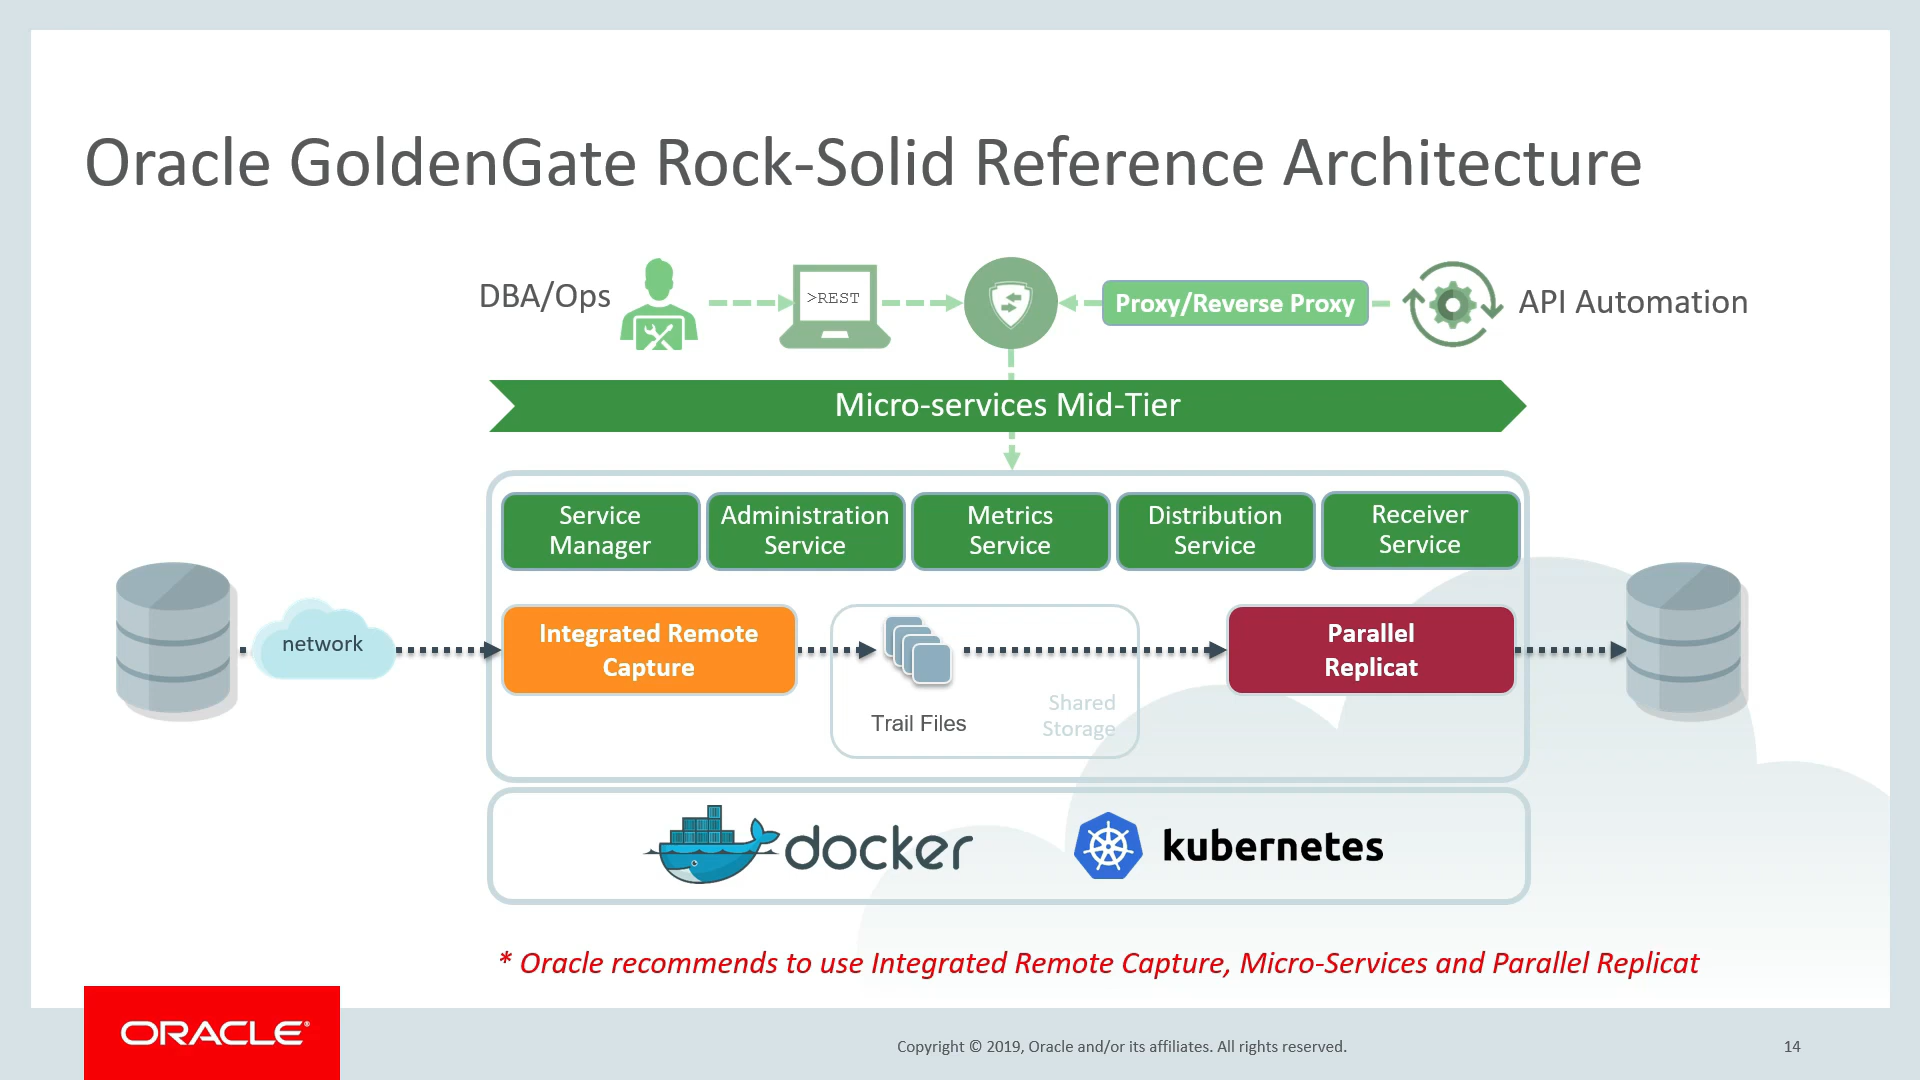 Oracle GoldenGate Rock-Solid Reference Architecture
DBA/Ops
>REST
Proxy/Reverse Proxy
API Automation
Micro-services Mid-Tier
Service
Manager
Administration
Service
Metrics
Service
Distribution
Service
Receiver
Service
network
Integrated Remote
Capture
Trail Files
Shared
Storage
Parallel
Replicat
docker
kubernetes
* Oracle recommends to use Integrated Remote Capture, Micro-Services and Parallel Replicat
ORACLE®
Copyright © 2019, Oracle and/or its affiliates. All rights reserved.
14